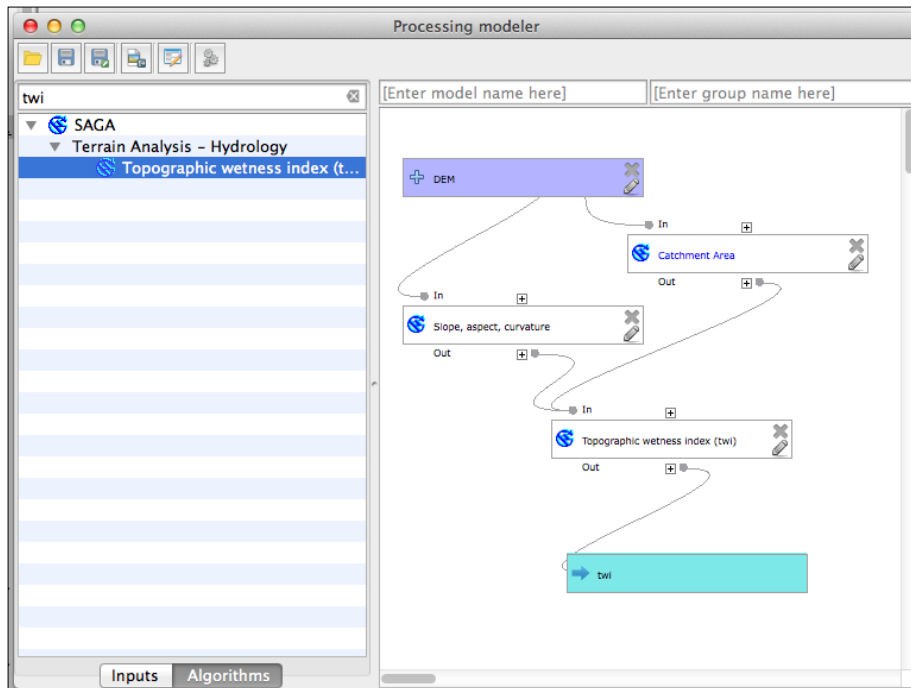 Processing modeler
twi
[Enter model name here]
[Enter group name here]
SAGA
Terrain Analysis – Hydrology
Topographic wetness index (t...
DEM
In
Catchment Area
Out
In
Slope, aspect, curvature
Out
In
Topographic wetness index (twi)
Out
twi
Inputs
Algorithms